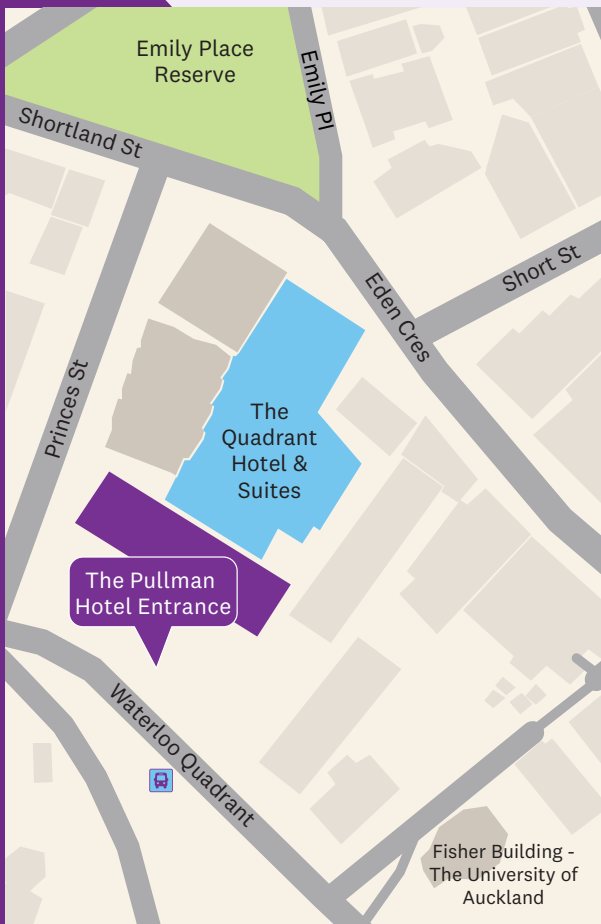 Emily Place
Reserve
Emily Pl
Shortland St
Short St
Eden Cres
Princes St
The
Quadrant
Hotel &
Suites
The Pullman
Hotel Entrance
Waterloo Quadrant
Fisher Building -
The University of
Auckland